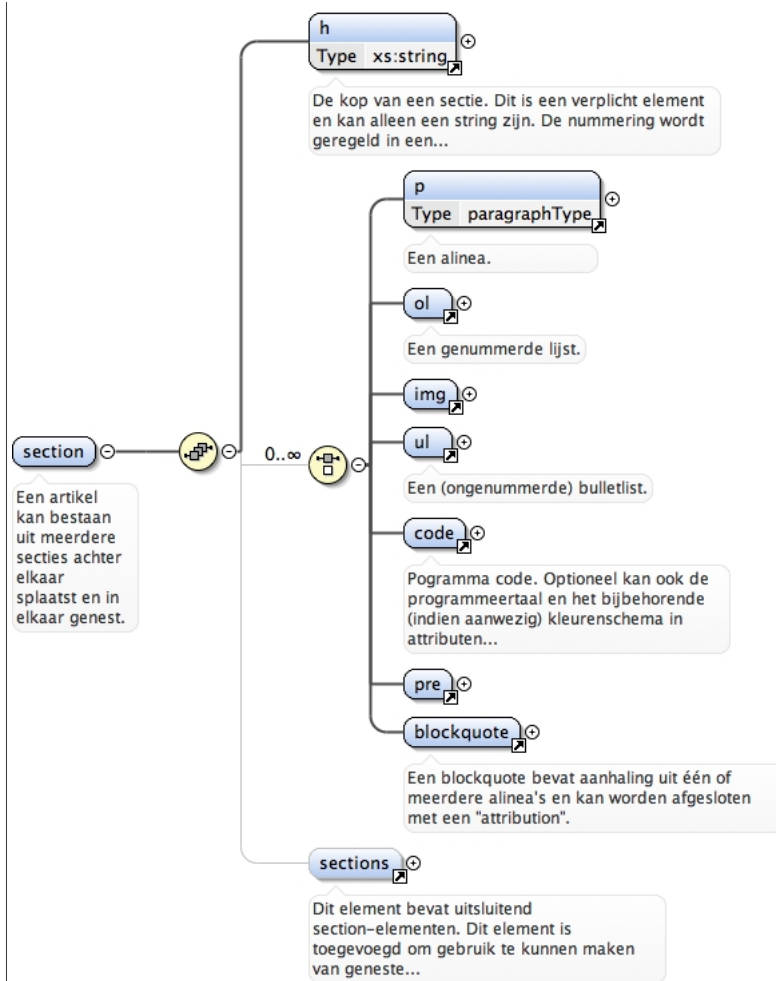 h
Type xs:string
De kop van een sectie. Dit is een verplicht element
en kan alleen een string zijn. De nummering wordt
geregeld in een...
p
Type paragraphType
Een alinea.
ol
Een genummerde lijst.
img
section
0..∞
ul
Een artikel
kan bestaan
uit meerdere
secties achter
elkaar
splaatst en in
elkaar genest.
Een (ongenummerde) bulletlist.
code
Pogramma code. Optioneel kan ook de
programmeertaal en het bijbehorende
(indien aanwezig) kleurenschema in
attributen...
pre
blockquote
Een blockquote bevat aanhaling uit één of
meerdere alinea's en kan worden afgesloten
met een "attribution".
sections
Dit element bevat uitsluitend
section-elementen. Dit element is
toegevoegd om gebruik te kunnen maken
van geneste...